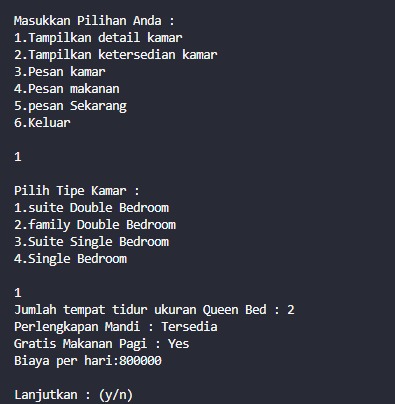 Masukkan Pilihan Anda :
1.Tampilkan detail kamar
2.Tampilkan ketersedian kamar
3.Pesan kamar
4.Pesan makanan
5.pesan Sekarang
6.Keluar
1
Pilih Tipe Kamar :
1.suite Double Bedroom
2.family Double Bedroom
3.Suite Single Bedroom
4.Single Bedroom
1
Jumlah tempat tidur ukuran Queen Bed : 2
Perlengkapan Mandi : Tersedia
Gratis Makanan Pagi : Yes
Biaya per hari:800000
Lanjutkan : (y/n)